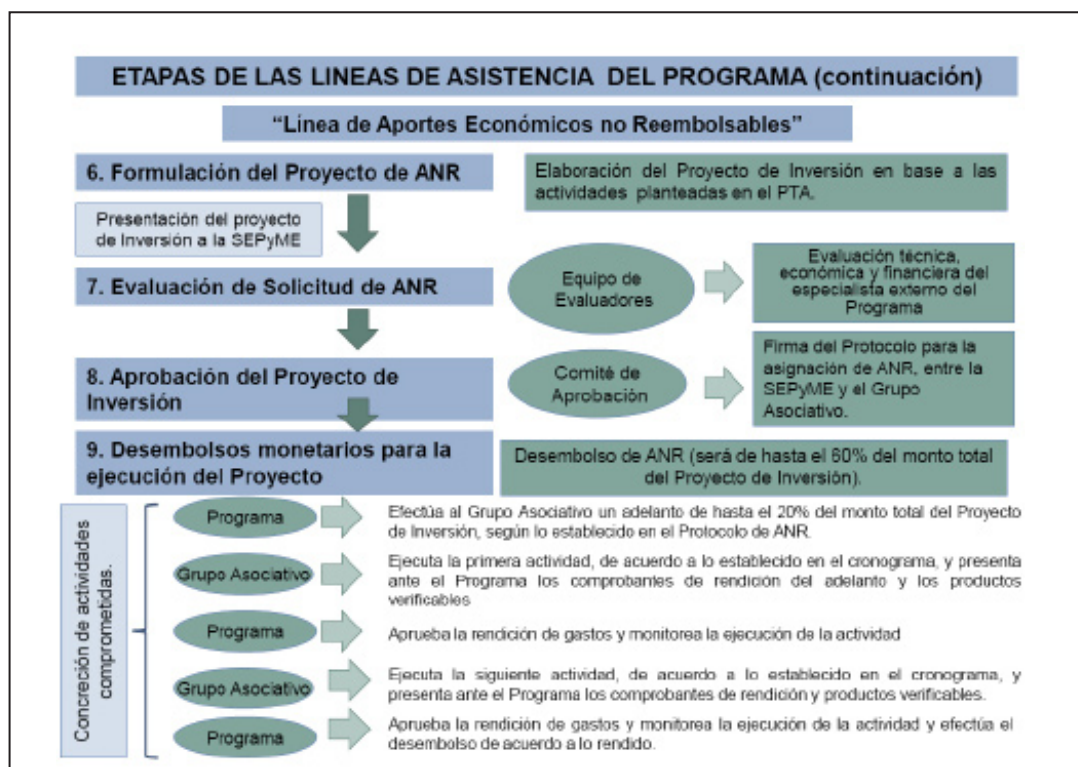 ETAPAS DE LAS LINEAS DE ASISTENCIA DEL PROGRAMA (continuación)
"Línea de Aportes Económicos no Reembolsables"
6. Formulación del Proyecto de ANR
Elaboración del Proyecto de Inversión en base a las
actividades planteadas en el PTA.
Presentación del proyecto
de Inversión a la SEPyME
7. Evaluación de Solicitud de ANR
Equipo de
Evaluadores
Evaluación técnica,
económica y financiera del
especialista externo del
Programa
8. Aprobación del Proyecto de
Inversión
Comité de
Aprobación
Firma del Protocolo para la
asignación de ANR, entre la
SEPyME y el Grupo
Asociativo.
9. Desembolsos monetarios para la
ejecución del Proyecto
Desembolso de ANR (será de hasta el 60% del monto total
del Proyecto de Inversión).
Concreción de actividades
comprometidas.
Programa
Efectúa al Grupo Asociativo un adelanto de hasta el 20% del monto total del Proyecto
de Inversión, según lo establecido en el Protocolo de ANR.
Grupo Asociativo
Ejecuta la primera actividad, de acuerdo a lo establecido en el cronograma, y presenta
ante el Programa los comprobantes de rendición del adelanto y los productos
verificables
Programa
Aprueba la rendición de gastos y monitorea la ejecución de la actividad
Grupo Asociativo
Ejecuta la siguiente actividad, de acuerdo a lo establecido en el cronograma, y
presenta ante el Programa los comprobantes de rendición y productos verificables.
Programa
Aprueba la rendición de gastos y monitorea la ejecución de la actividad y efectúa el
desembolso de acuerdo a lo rendido.